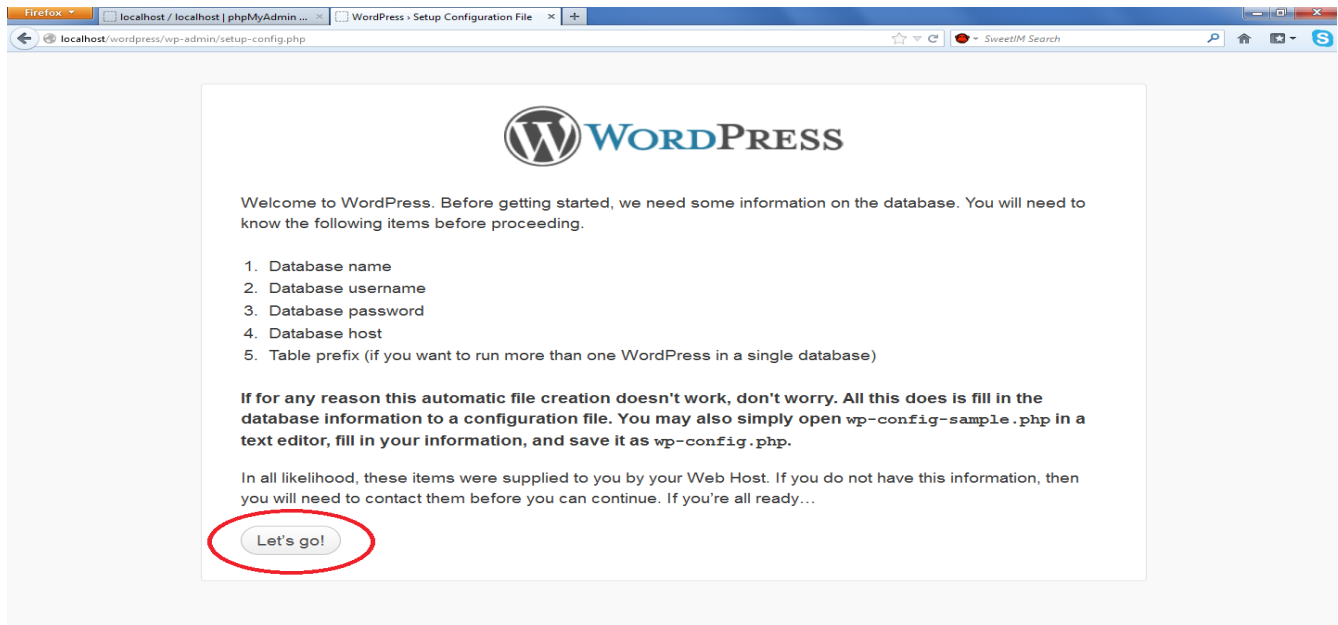 Firefox
localhost / localhost | phpMyAdmin ...
WordPress › Setup Configuration File
localhost/wordpress/wp-admin/setup-config.php
SweetIM Search
WORDPRESS
Welcome to WordPress. Before getting started, we need some information on the database. You will need to
know the following items before proceeding.
1. Database name
2. Database username
3. Database password
4. Database host
5. Table prefix (if you want to run more than one WordPress in a single database)
If for any reason this automatic file creation doesn't work, don't worry. All this does is fill in the
database information to a configuration file. You may also simply open wp-config-sample.php in a
text editor, fill in your information, and save it as wp-config.php.
In all likelihood, these items were supplied to you by your Web Host. If you do not have this information, then
you will need to contact them before you can continue. If you’re all ready…
Let’s go!